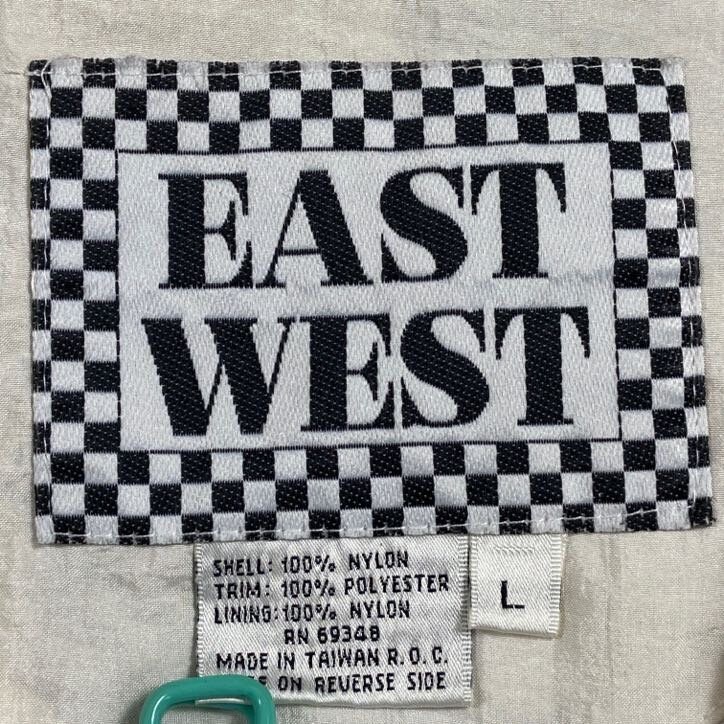 EAST
WEST
SHELL: 100% NYLON
TRIM: 100% POLYESTER
LINING: 100% NYLON
RN 69348
MADE IN TAIWAN R.O.C.
ON REVERSE SIDE
L